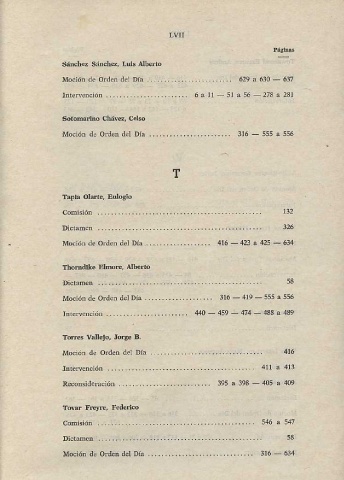 LVII
Páginas
Sánchez Sánchez, Luis Alberto
Moción de Orden del Día ..................... 629 a 630 — 637
Intervención ..................... 6 a 11 — 51 a 56 — 278 a 281
Sotomarino Chávez, Celso
Moción de Orden del Día ..................... 316 — 555 a 556
T
Tapia Olarte, Eulogio
Comisión ..................... 132
Dictamen ..................... 326
Moción de Orden del Día ..................... 416 — 423 a 425 — 634
Thorndike Elmore, Alberto
Dictamen ..................... 58
Moción de Orden del Día ..................... 316 — 419 — 555 a 556
Intervención ..................... 440 — 459 — 474 — 488 a 489
Torres Vallejo, Jorge B.
Moción de Orden del Día ..................... 416
Intervención ..................... 411 a 413
Reconsideración ..................... 395 a 398 — 405 a 409
Tovar Freyre, Federico
Comisión ..................... 546 a 547
Dictamen ..................... 58
Moción de Orden del Día ..................... 316 — 634